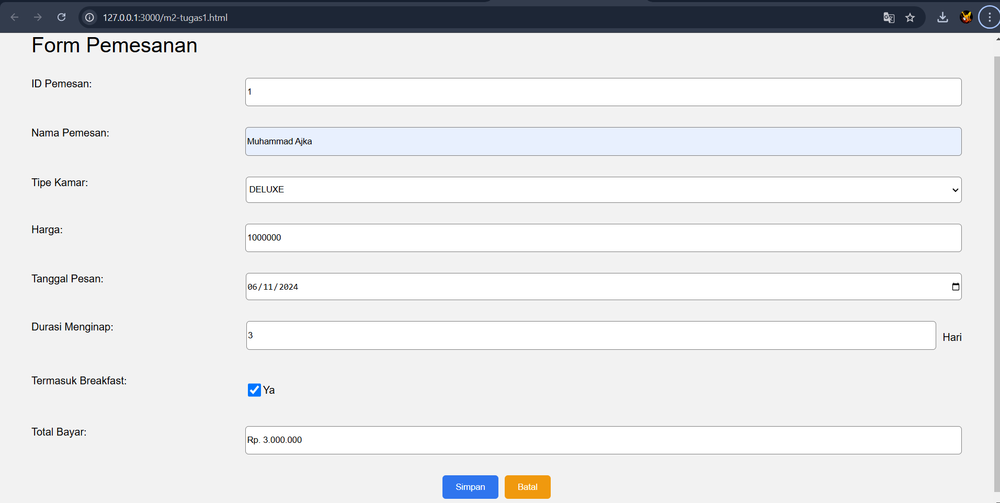 127.0.0.1:3000/m2-tugas1.html
Form Pemesanan
ID Pemesan:
1
Nama Pemesan:
Muhammad Ajka
Tipe Kamar:
DELUXE
Harga:
1000000
Tanggal Pesan:
06/11/2024
Durasi Menginap:
3
Hari
Termasuk Breakfast:
Ya
Total Bayar:
Rp. 3.000.000
Simpan
Batal